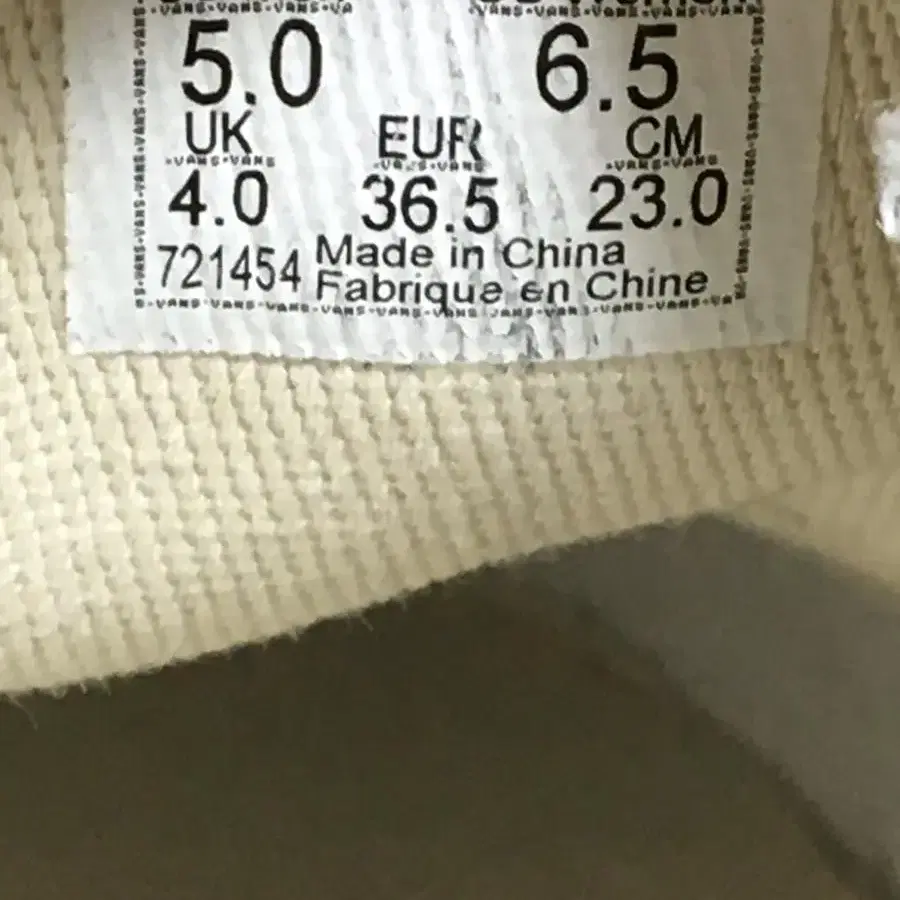 5.0 6.5
UK EUR CM
4.0 36.5 23.0
721454 Made in China
Fabrique en Chine